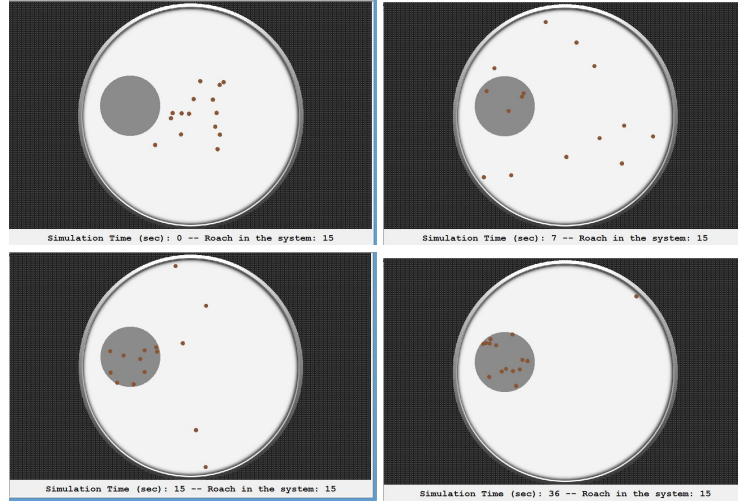 Simulation Time (sec): 0 -- Roach in the system: 15
Simulation Time (sec): 7 -- Roach in the system: 15
Simulation Time (sec): 15 -- Roach in the system: 15
Simulation Time (sec): 36 -- Roach in the system: 15